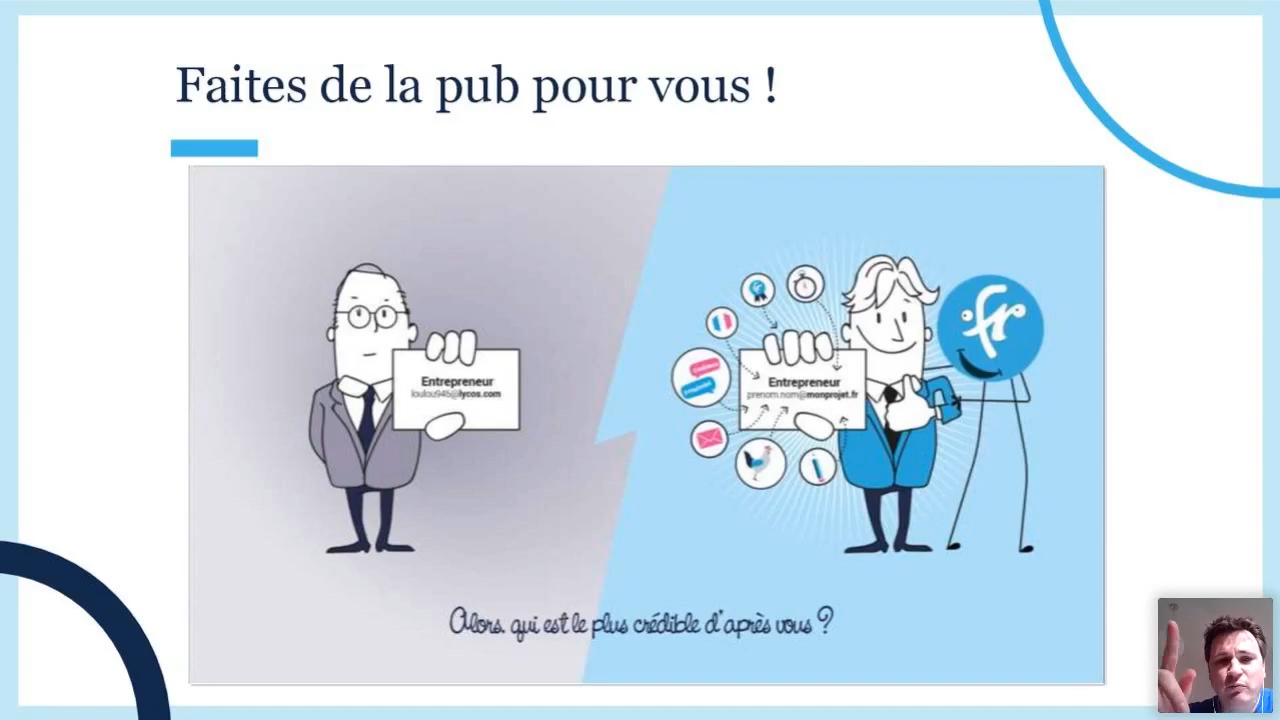 Faites de la pub pour vous !
Entrepreneur
loulou945@lycos.com
Entrepreneur
prenom.nom@monprojet.fr
fr
Alors, qui est le plus crédible d'après vous ?